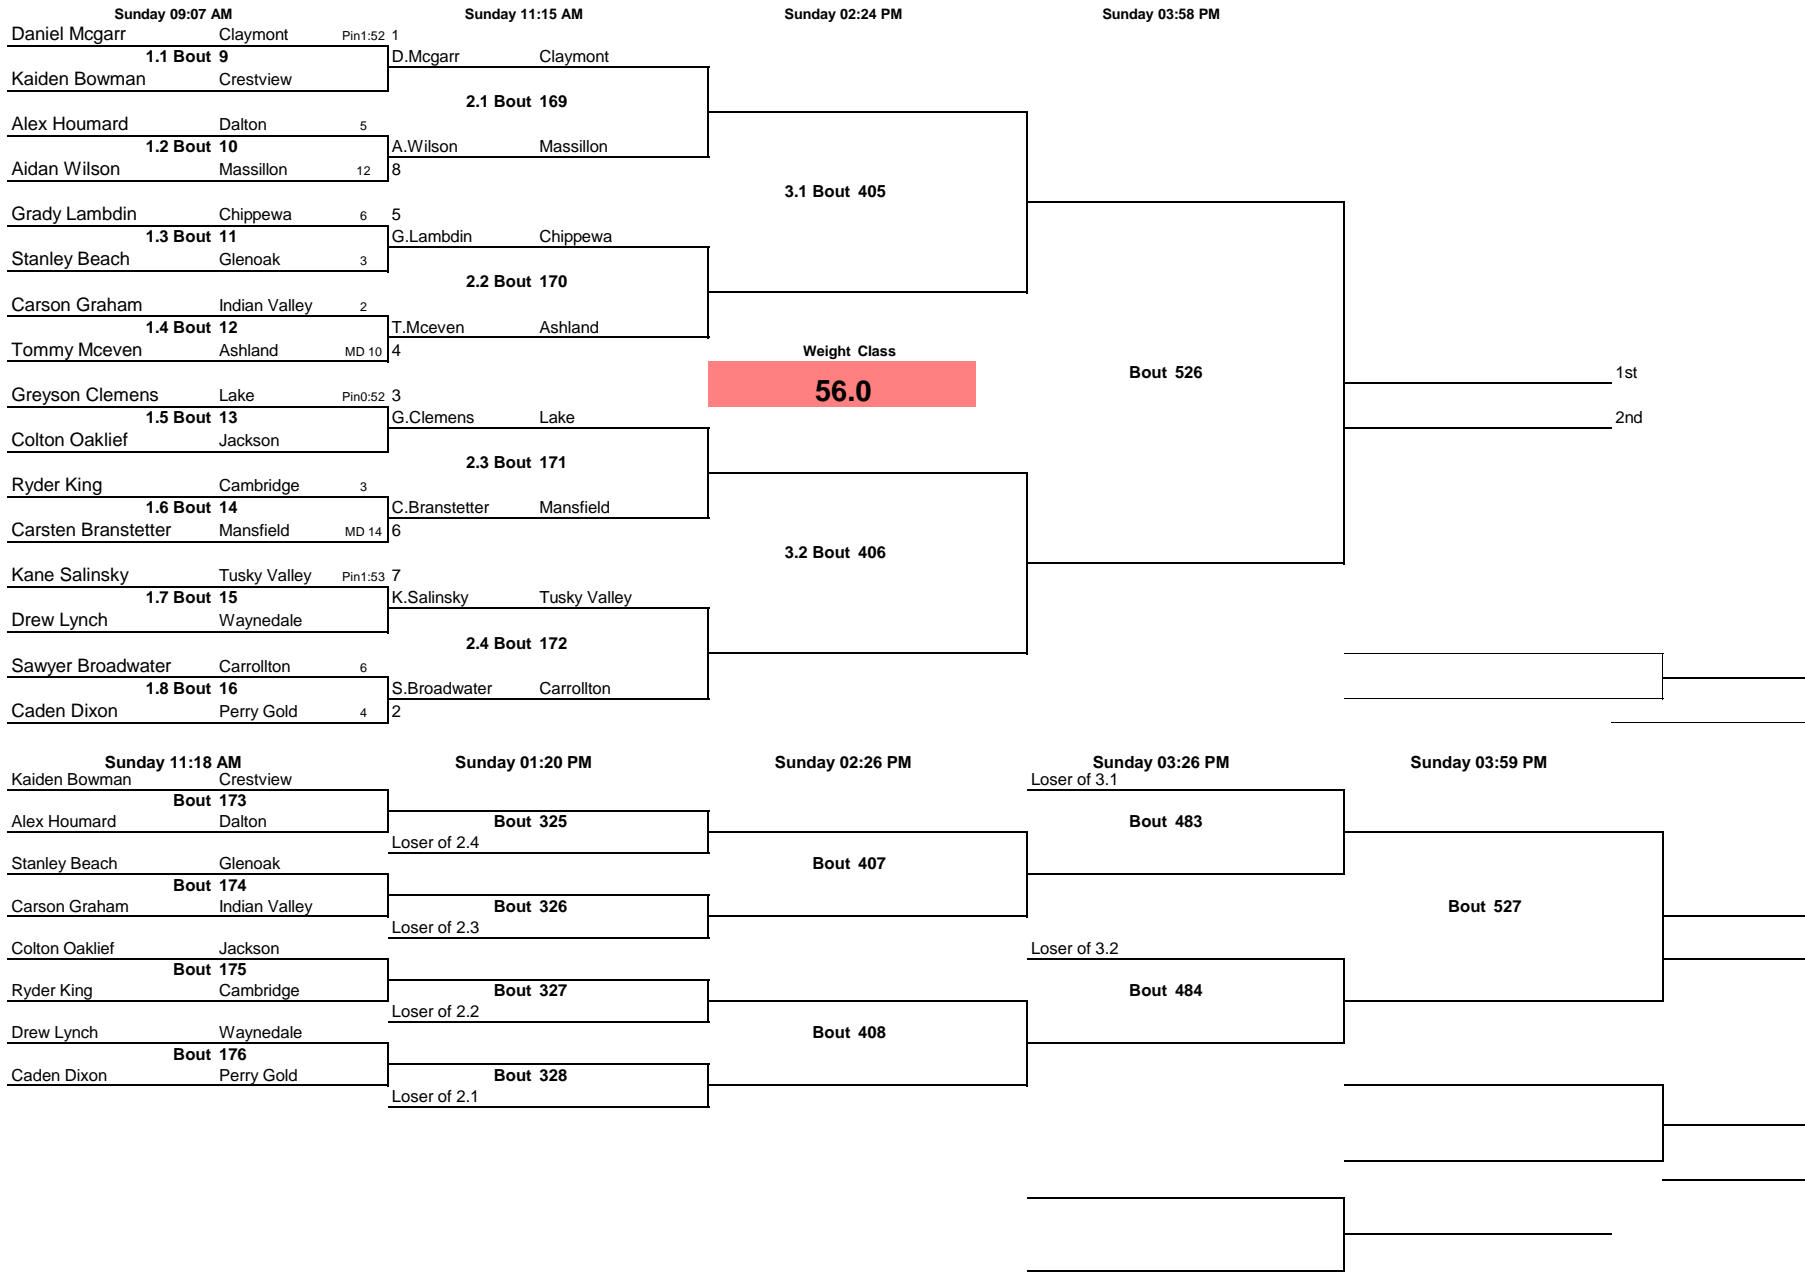 Sunday 09:07 AM Sunday 11:15 AM Sunday 02:24 PM Sunday 03:58 PM
Daniel Mcgarr Claymont Pin1:52 1
1.1 Bout 9 D.Mcgarr Claymont
Kaiden Bowman Crestview
2.1 Bout 169
Alex Houmard Dalton 5
1.2 Bout 10 A.Wilson Massillon
Aidan Wilson Massillon 12 8
3.1 Bout 405
Grady Lambdin Chippewa 6 5
1.3 Bout 11 G.Lambdin Chippewa
Stanley Beach Glenoak 3
2.2 Bout 170
Carson Graham Indian Valley 2
1.4 Bout 12 T.Mceven Ashland
Tommy Mceven Ashland MD 10 4 Weight Class
Bout 526 1st
Greyson Clemens Lake Pin0:52 3 56.0
1.5 Bout 13 G.Clemens Lake 2nd
Colton Oaklief Jackson
2.3 Bout 171
Ryder King Cambridge 3
1.6 Bout 14 C.Branstetter Mansfield
Carsten Branstetter Mansfield MD 14 6
3.2 Bout 406
Kane Salinsky Tusky Valley Pin1:53 7
1.7 Bout 15 K.Salinsky Tusky Valley
Drew Lynch Waynedale
2.4 Bout 172
Sawyer Broadwater Carrollton 6
1.8 Bout 16 S.Broadwater Carrollton
Caden Dixon Perry Gold 4 2
Sunday 11:18 AM Sunday 01:20 PM Sunday 02:26 PM Sunday 03:26 PM Sunday 03:59 PM
Kaiden Bowman Crestview Loser of 3.1
Bout 173
Alex Houmard Dalton Bout 325 Bout 483
Loser of 2.4
Stanley Beach Glenoak Bout 407
Bout 174
Carson Graham Indian Valley Bout 326 Bout 527
Loser of 2.3
Colton Oaklief Jackson Loser of 3.2
Bout 175
Ryder King Cambridge Bout 327 Bout 484
Loser of 2.2
Drew Lynch Waynedale Bout 408
Bout 176
Caden Dixon Perry Gold Bout 328
Loser of 2.1